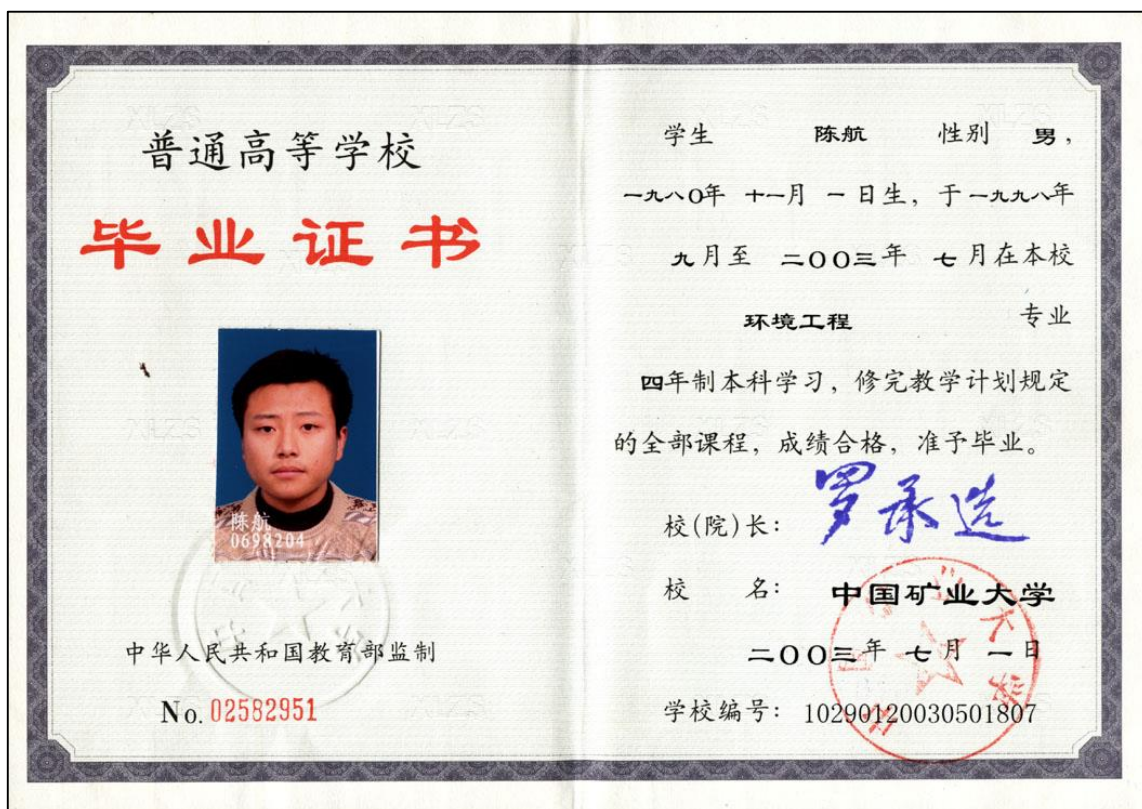 普通高等学校
毕业证书
陈航
0698204
中华人民共和国教育部监制
No. 02582951
学生 陈航 性别 男，
一九八〇年 十一月 一日生，于一九九八年
九月至 二〇〇三年 七月在本校
环境工程 专业
四年制本科学习，修完教学计划规定
的全部课程，成绩合格，准予毕业。
校(院)长： 罗承选
校 名： 中国矿业大学
二〇〇三年 七月 一日
学校编号： 10290120030501807